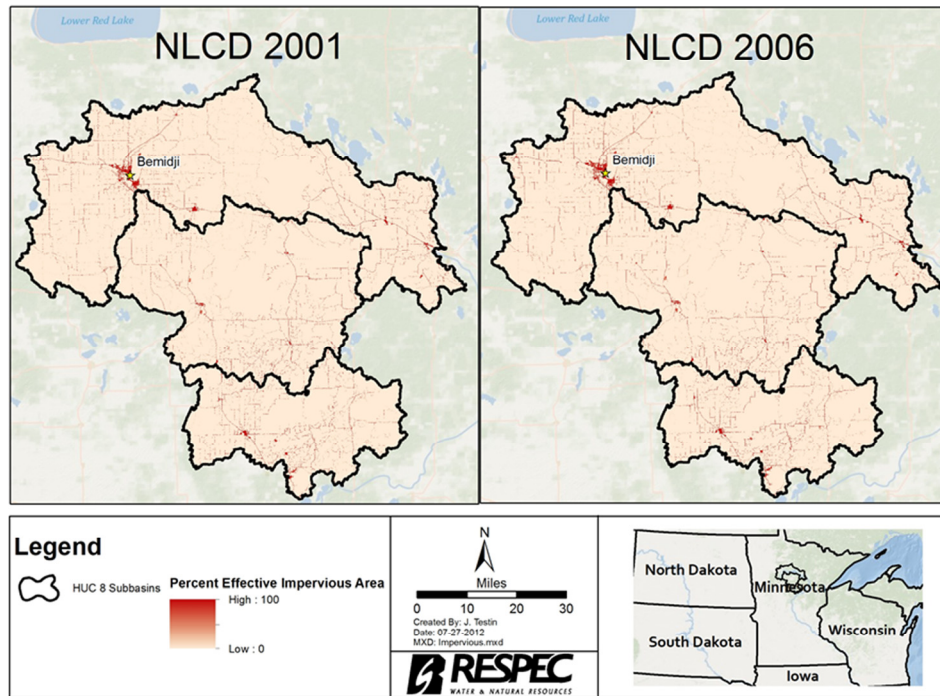 Lower Red Lake
NLCD 2001
Bemidji
Lower Red Lake
NLCD 2006
Bemidji
Legend
HUC 8 Subbasins
Percent Effective Impervious Area
High : 100
Low : 0
N
Miles
0 10 20 30
Created By: J. Testin
Date: 07-27-2012
MXD: Impervious.mxd
RESPEC
WATER & NATURAL RESOURCES
North Dakota
Minnesota
South Dakota
Wisconsin
Iowa